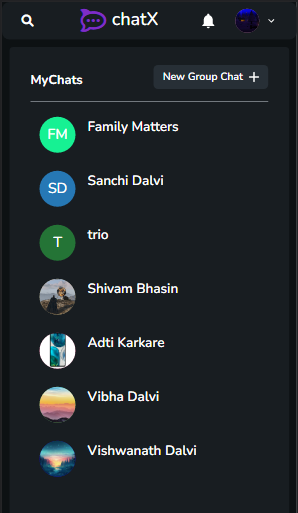 chatX
MyChats
New Group Chat
FM
Family Matters
SD
Sanchi Dalvi
T
trio
Shivam Bhasin
Adti Karkare
Vibha Dalvi
Vishwanath Dalvi